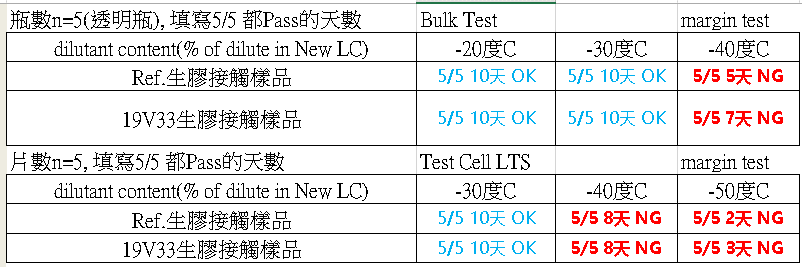 瓶數n=5(透明瓶), 填寫5/5 都Pass的天數 Bulk Test margin test
dilutant content(% of dilute in New LC) -20度C -30度C -40度C
Ref.生膠接觸樣品 5/5 10天 OK 5/5 10天 OK 5/5 5天 NG
19V33生膠接觸樣品 5/5 10天 OK 5/5 10天 OK 5/5 7天 NG
片數n=5, 填寫5/5 都Pass的天數 Test Cell LTS margin test
dilutant content(% of dilute in New LC) -30度C -40度C -50度C
Ref.生膠接觸樣品 5/5 10天 OK 5/5 8天 NG 5/5 2天 NG
19V33生膠接觸樣品 5/5 10天 OK 5/5 8天 NG 5/5 3天 NG